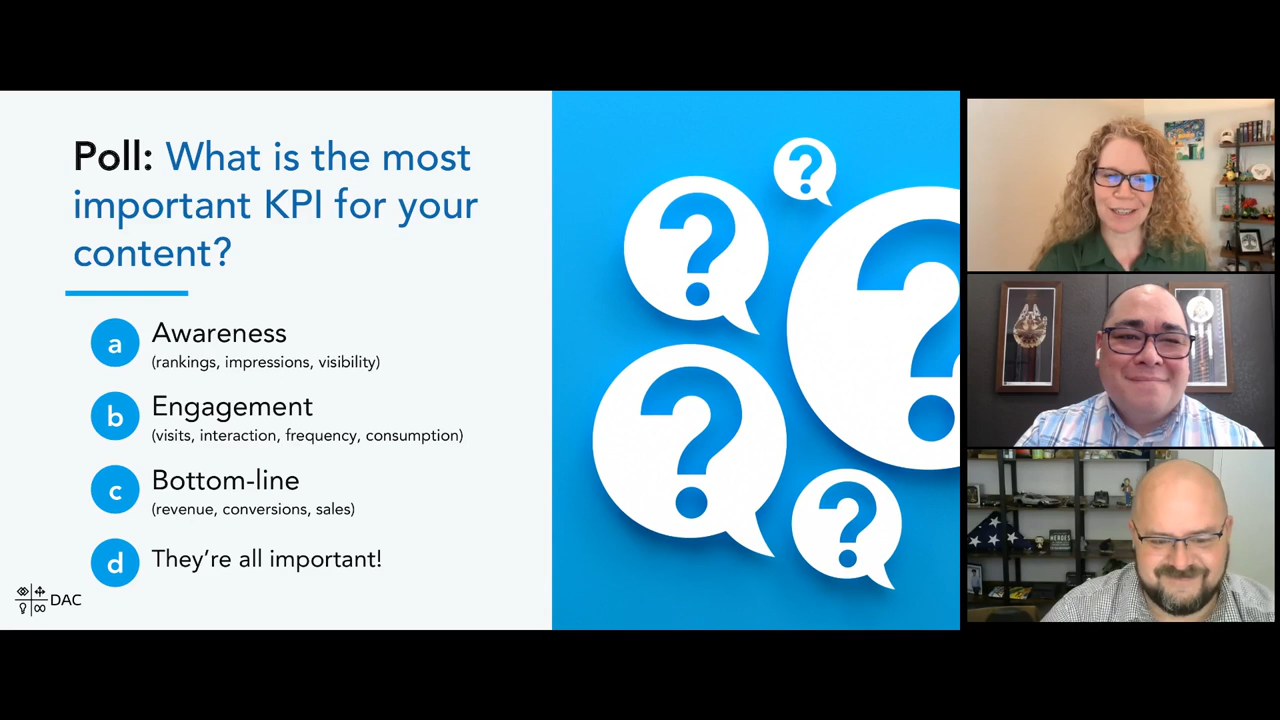 Poll: What is the most
important KPI for your
content?
a
Awareness
(rankings, impressions, visibility)
b
Engagement
(visits, interaction, frequency, consumption)
c
Bottom-line
(revenue, conversions, sales)
d
They’re all important!
DAC
HEROES